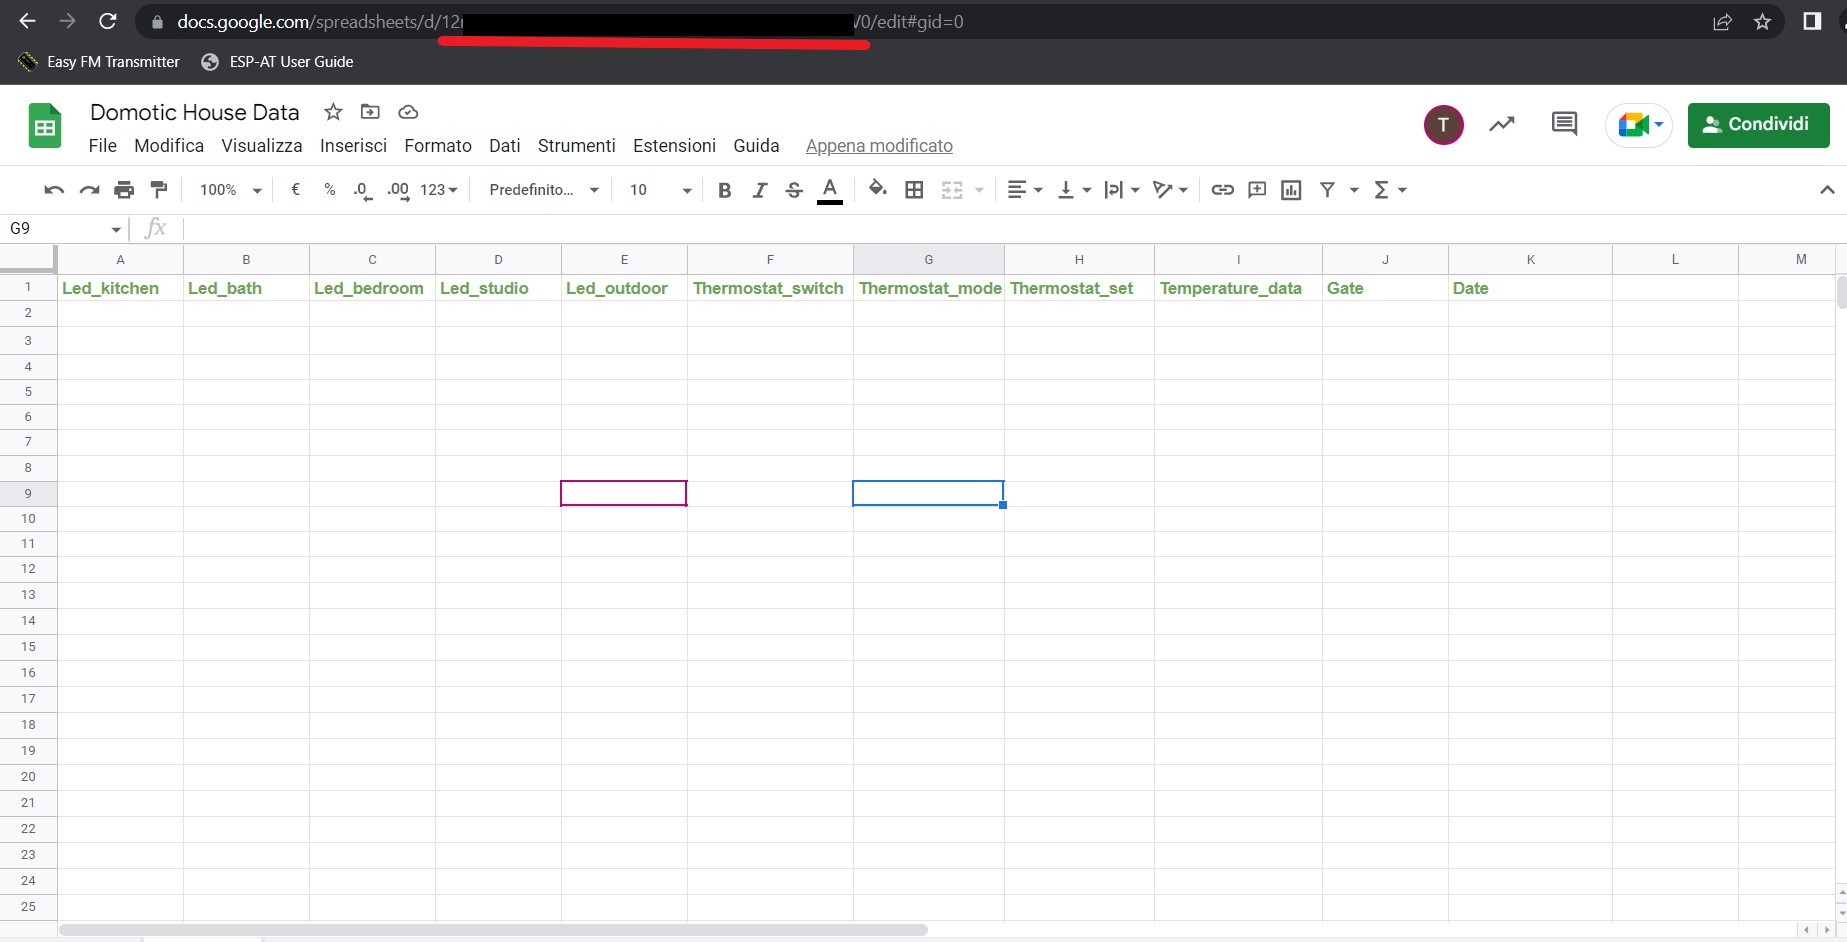 docs.google.com/spreadsheets/d/12 /0/edit#gid=0
Easy FM Transmitter ESP-AT User Guide
Domotic House Data
T
Condividi
File Modifica Visualizza Inserisci Formato Dati Strumenti Estensioni Guida Appena modificato
100% € % .0 .00 123 Predefinito... 10 B I S A Σ
G9 fx
A B C D E F G H I J K L M
1 Led_kitchen Led_bath Led_bedroom Led_studio Led_outdoor Thermostat_switch Thermostat_mode Thermostat_set Temperature_data Gate Date
2
3
4
5
6
7
8
9
10
11
12
13
14
15
16
17
18
19
20
21
22
23
24
25